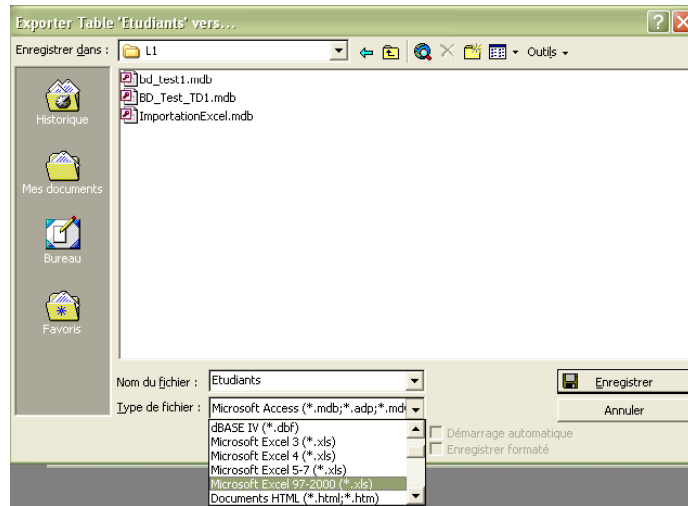 Exporter Table 'Etudiants' vers...
Enregistrer dans :
L1
Outils
bd_test1.mdb
BD_Test_TD1.mdb
ImportationExcel.mdb
Historique
Mes documents
Bureau
Favoris
Nom du fichier :
Etudiants
Enregistrer
Type de fichier :
Microsoft Access (*.mdb;*.adp;*.md
Annuler
dBASE IV (*.dbf)
Microsoft Excel 3 (*.xls)
Microsoft Excel 4 (*.xls)
Microsoft Excel 5-7 (*.xls)
Microsoft Excel 97-2000 (*.xls)
Documents HTML (*.html;*.htm)
Démarrage automatique
Enregistrer formaté